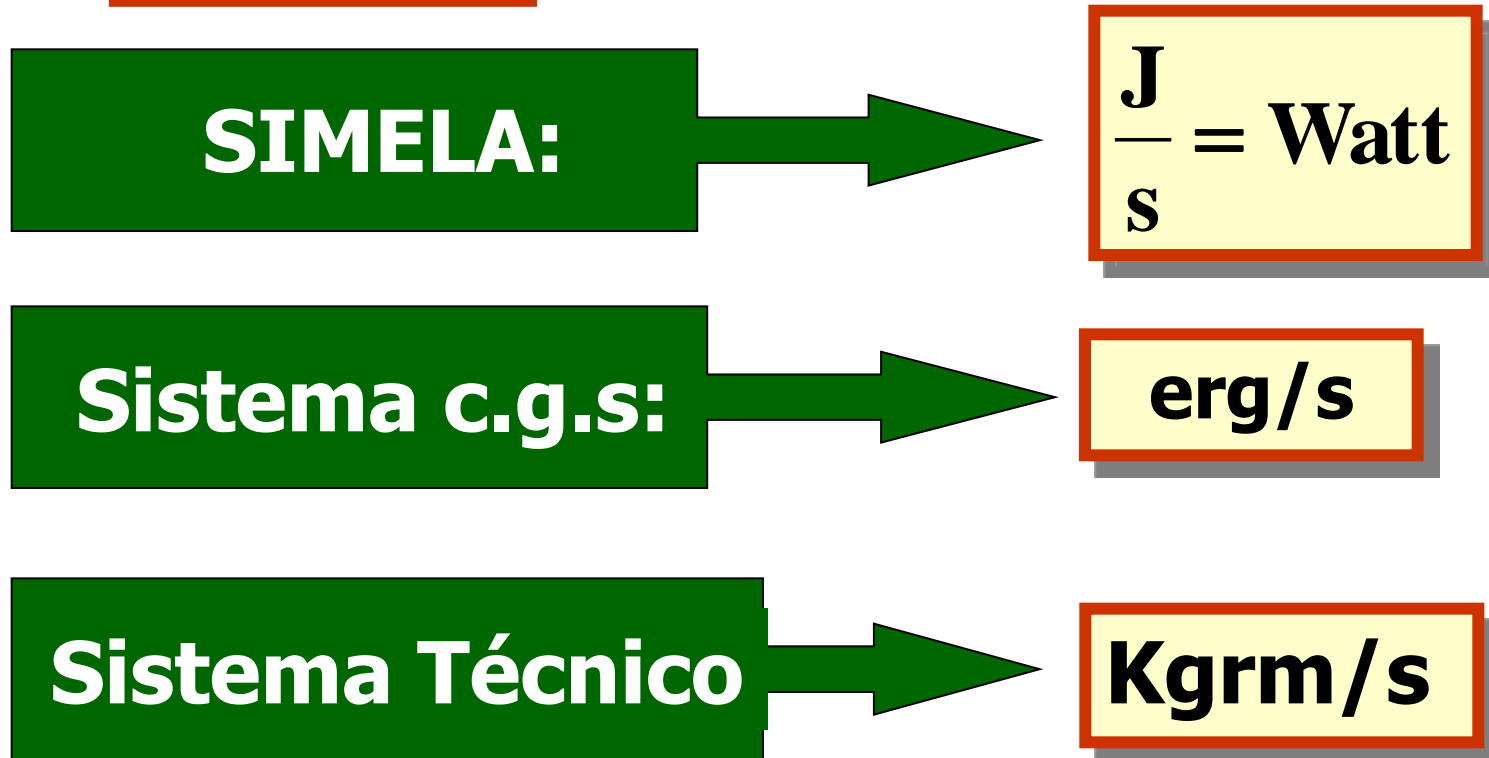 SIMELA:
J/s = Watt
Sistema c.g.s:
erg/s
Sistema Técnico
Kgrm/s